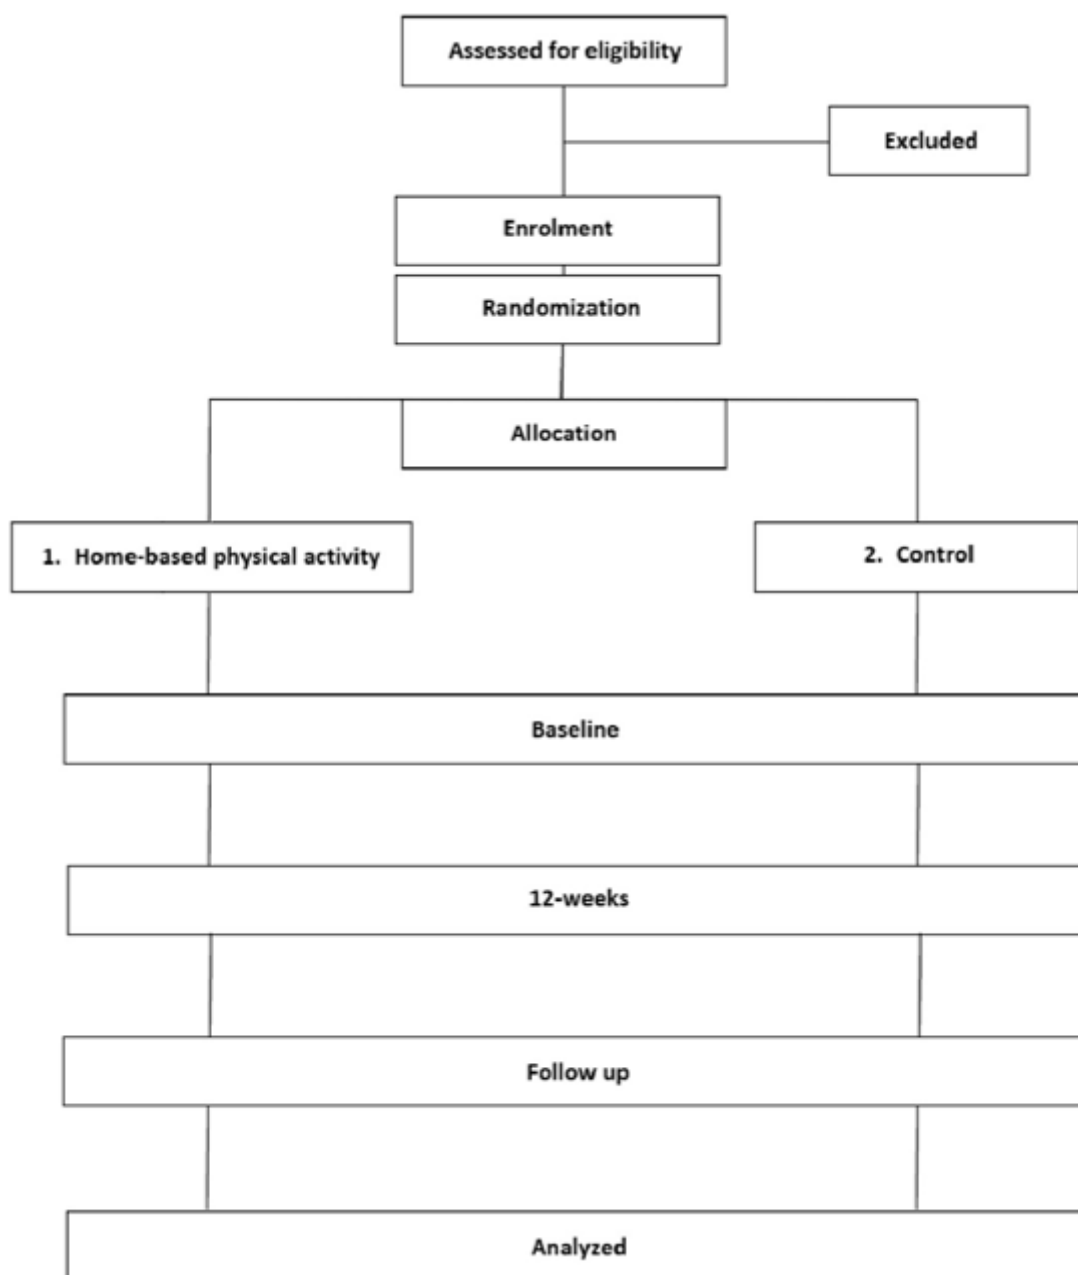 Assessed for eligibility
Excluded
Enrolment
Randomization
Allocation
1. Home-based physical activity
2. Control
Baseline
12-weeks
Follow up
Analyzed